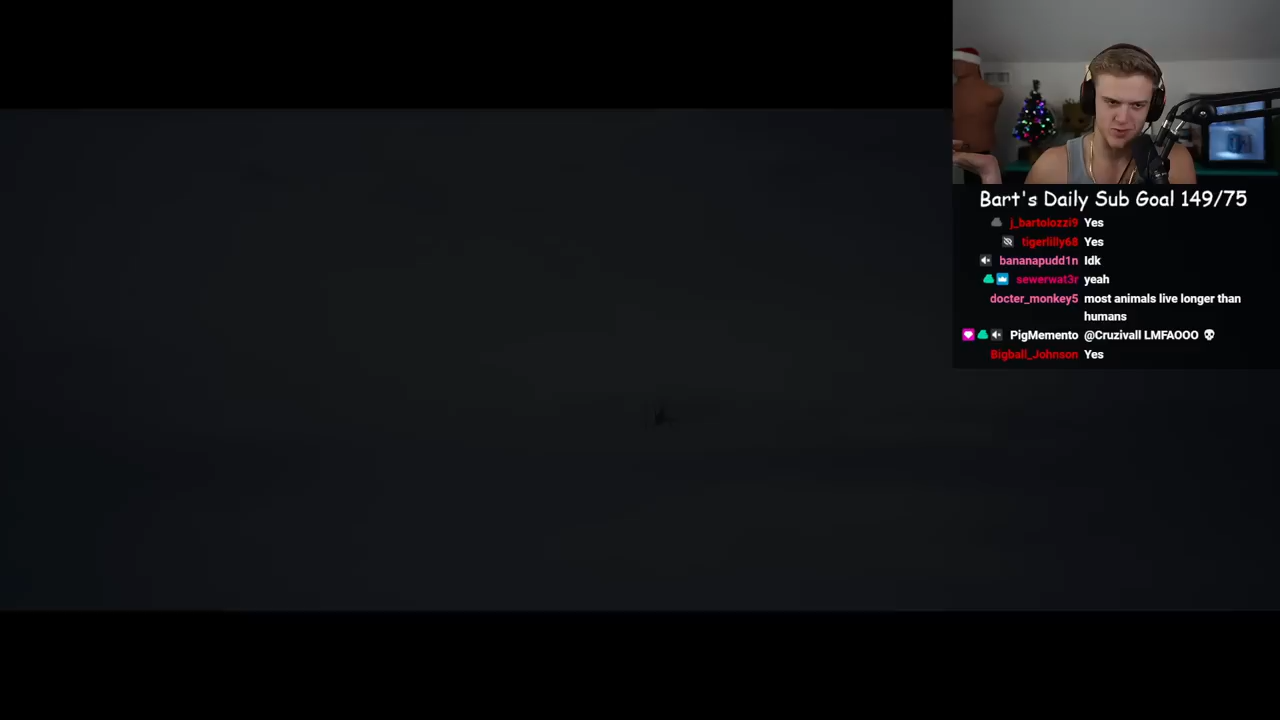 Bart's Daily Sub Goal 149/75
j_bartolozzi9 Yes
tigerlilly68 Yes
bananapudd1n Idk
sewerwat3r yeah
docter_monkey5 most animals live longer than
humans
PigMemento @Cruzivall LMFAOOO 💀
Bigball_Johnson Yes